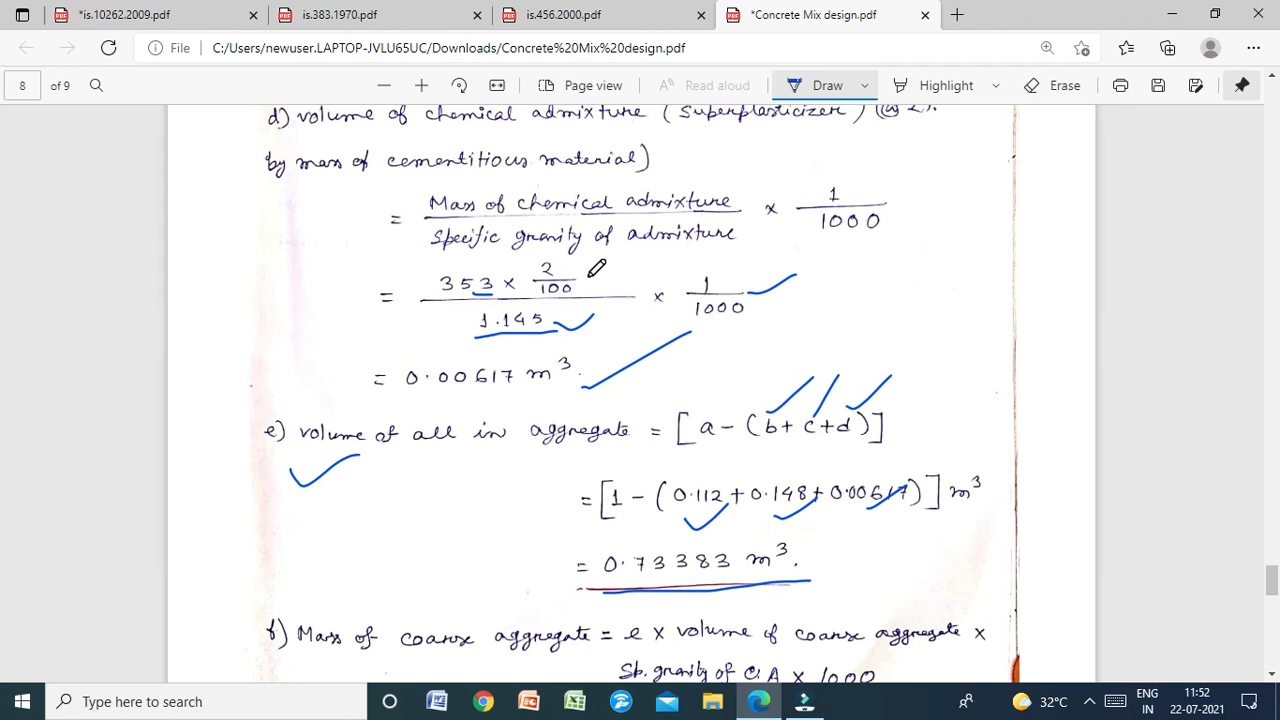 *is.10262.2009.pdf
is.383.1970.pdf
is.456.2000.pdf
*Concrete Mix design.pdf
File
C:/Users/newuser.LAPTOP-JVLU65UC/Downloads/Concrete%20Mix%20design.pdf
8 of 9
Page view
Read aloud
Draw
Highlight
Erase
d) volume of chemical admixture (Superplasticizer) (@ 2%
by mass of cementitious material)
= Mass of chemical admixture / Specific gravity of admixture × 1/1000
= 353 × 2/100 / 1.145 × 1/1000
= 0.00617 m³.
e) volume of all in aggregate = [a - (b+c+d)]
= [1 - (0.112 + 0.148 + 0.00617)] m³
= 0.73383 m³.
f) Mass of coarse aggregate = e × volume of coarse aggregate ×
Sp. gravity of C.A × 1000
Type here to search
32°C
ENG
IN
11:52
22-07-2021